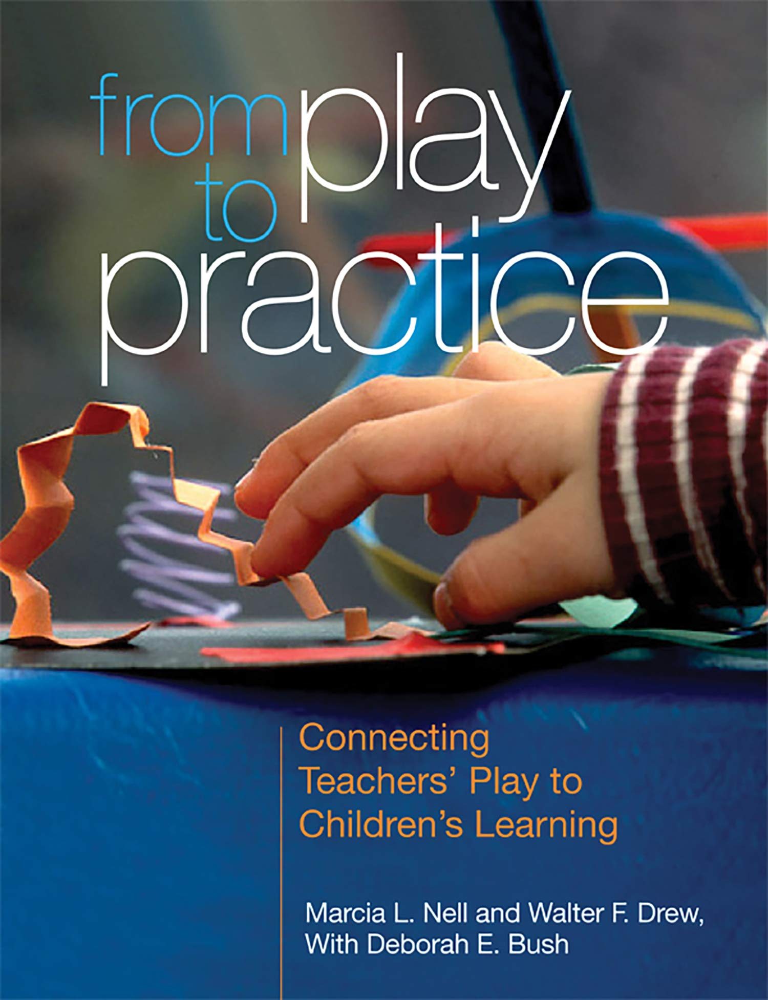 from play
to
practice
Connecting
Teachers’ Play to
Children’s Learning
Marcia L. Nell and Walter F. Drew,
With Deborah E. Bush